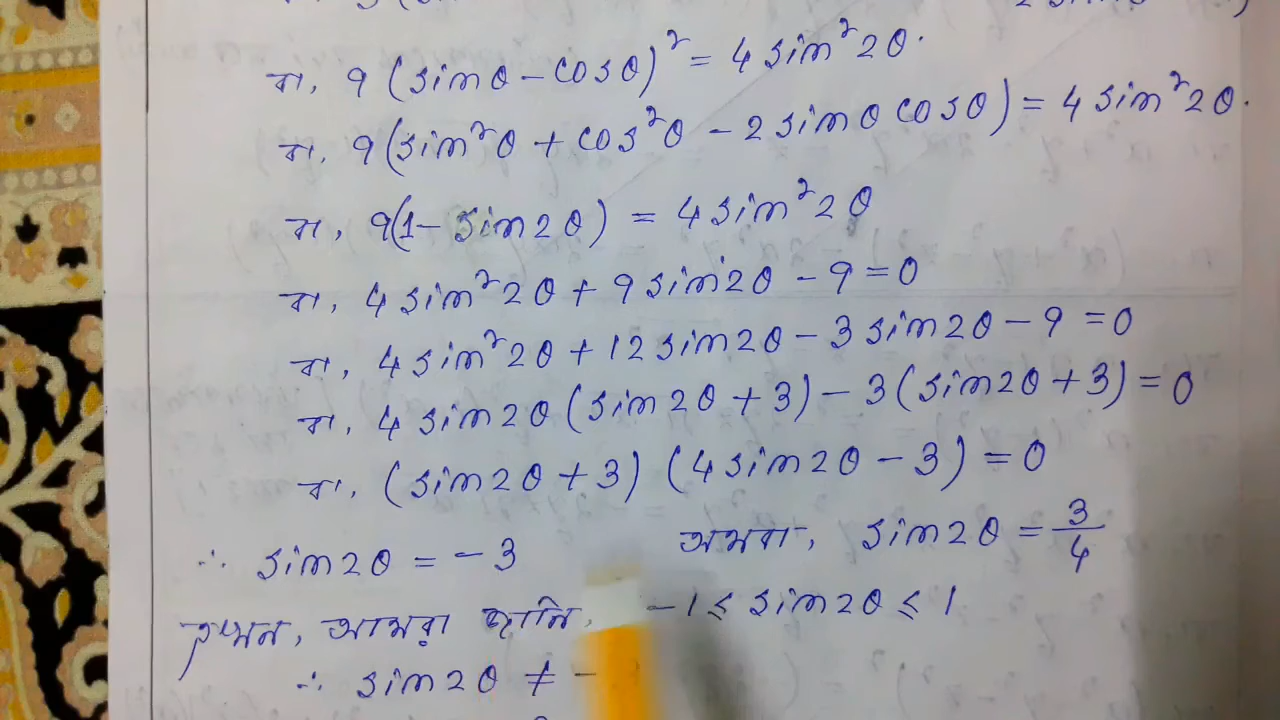 বা, 9 (sinθ - cosθ)² = 4 sin²2θ.
বা, 9(sin²θ + cos²θ - 2 sinθ cosθ) = 4 sin²2θ.
বা, 9(1 - sin2θ) = 4 sin²2θ
বা, 4 sin²2θ + 9 sin2θ - 9 = 0
বা, 4 sin²2θ + 12 sin2θ - 3 sin2θ - 9 = 0
বা, 4 sin2θ (sin2θ + 3) - 3 (sin2θ + 3) = 0
বা, (sin2θ + 3) (4 sin2θ - 3) = 0
∴ sin2θ = -3 অথবা, sin2θ = 3/4
এখন, আমরা জানি, -1 ≤ sin2θ ≤ 1
∴ sin2θ ≠ -